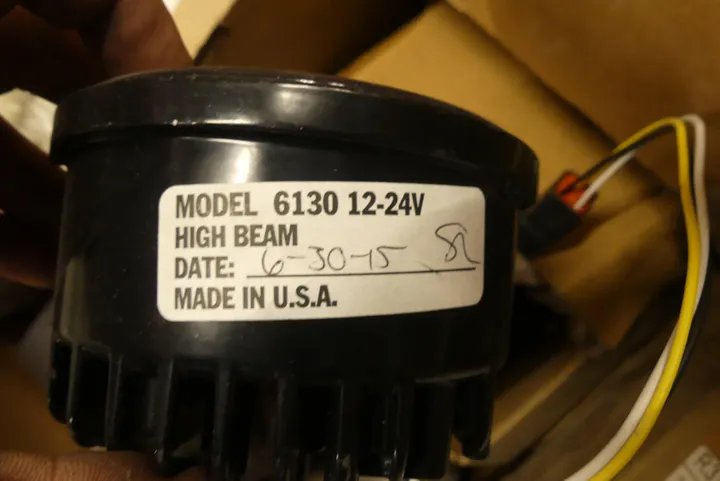 MODEL 6130 12-24V
HIGH BEAM
DATE: 6-30-15
MADE IN U.S.A.